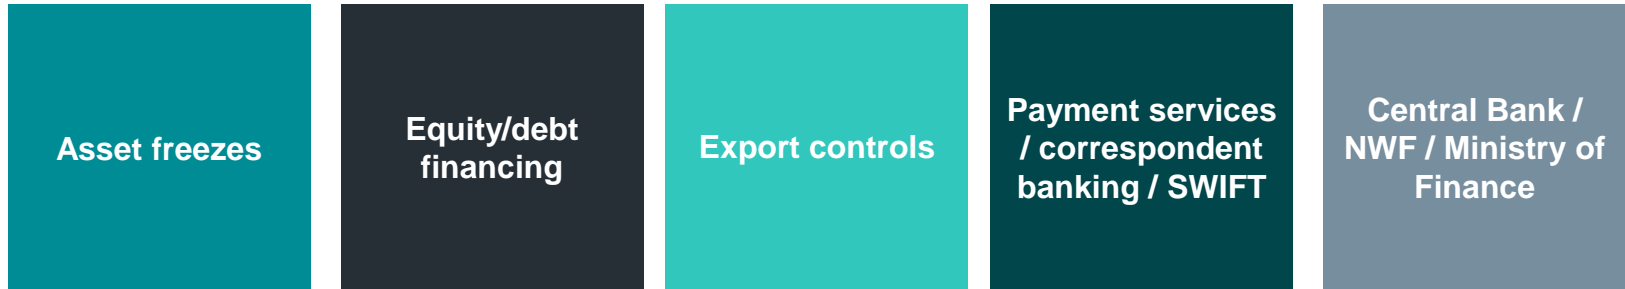 Asset freezes
Equity/debt
financing
Export controls
Payment services
/ correspondent
banking / SWIFT
Central Bank /
NWF / Ministry of
Finance